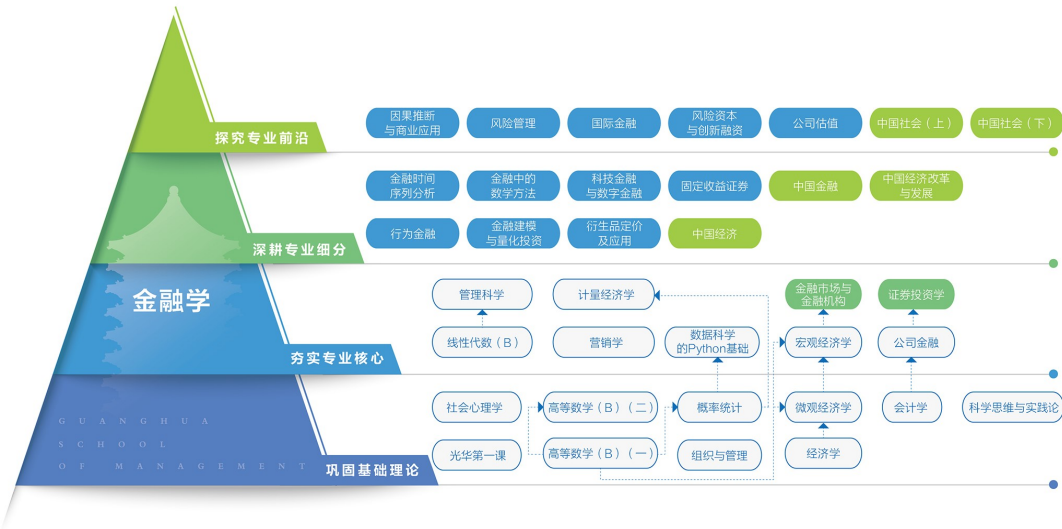 因果推断
与商业应用
风险管理
国际金融
风险资本
与创新融资
公司估值
中国社会（上）
中国社会（下）
探究专业前沿
金融时间
序列分析
金融中的
数学方法
科技金融
与数字金融
固定收益证券
中国金融
中国经济改革
与发展
行为金融
金融建模
与量化投资
衍生品定价
及应用
中国经济
深耕专业细分
金融学
管理科学
计量经济学
金融市场与
金融机构
证券投资学
线性代数（B）
营销学
数据科学
的Python基础
宏观经济学
公司金融
夯实专业核心
社会心理学
高等数学（B）（二）
概率统计
微观经济学
会计学
科学思维与实践论
光华第一课
高等数学（B）（一）
组织与管理
经济学
GUANGHUA
SCHOOL
OF MANAGEMENT
巩固基础理论